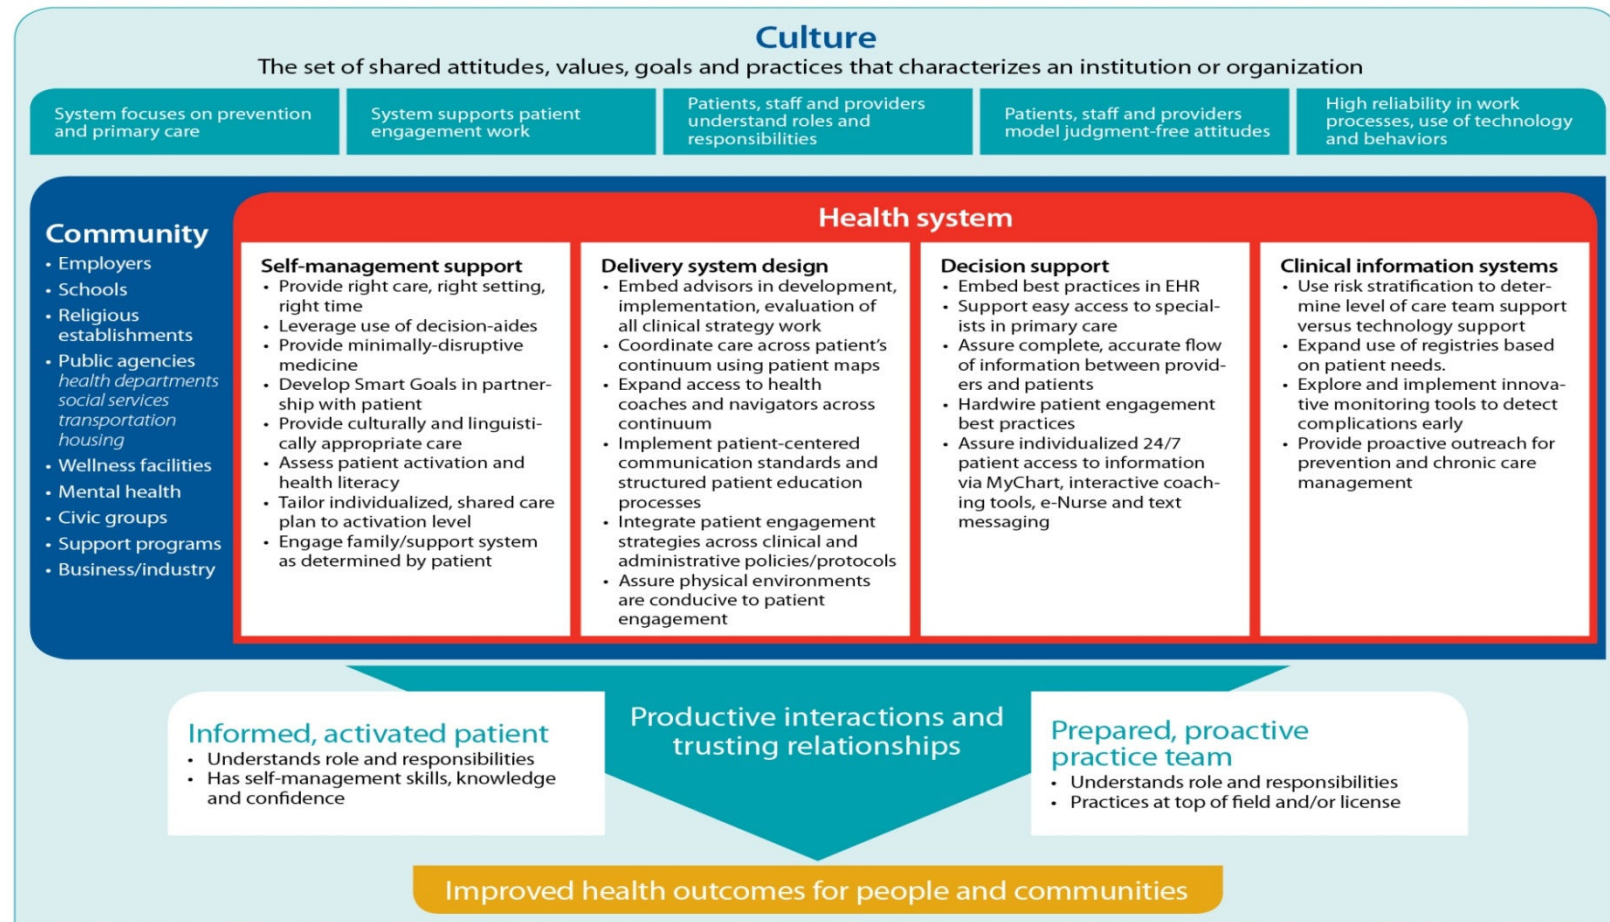 Culture
The set of shared attitudes, values, goals and practices that characterizes an institution or organization
System focuses on prevention
and primary care
System supports patient
engagement work
Patients, staff and providers
understand roles and
responsibilities
Patients, staff and providers
model judgment-free attitudes
High reliability in work
processes, use of technology
and behaviors
Community
• Employers
• Schools
• Religious
establishments
• Public agencies
health departments
social services
transportation
housing
• Wellness facilities
• Mental health
• Civic groups
• Support programs
• Business/industry
Health system
Self-management support
• Provide right care, right setting,
right time
• Leverage use of decision-aides
• Provide minimally-disruptive
medicine
• Develop Smart Goals in partner-
ship with patient
• Provide culturally and linguisti-
cally appropriate care
• Assess patient activation and
health literacy
• Tailor individualized, shared care
plan to activation level
• Engage family/support system
as determined by patient
Delivery system design
• Embed advisors in development,
implementation, evaluation of
all clinical strategy work
• Coordinate care across patient's
continuum using patient maps
• Expand access to health
coaches and navigators across
continuum
• Implement patient-centered
communication standards and
structured patient education
processes
• Integrate patient engagement
strategies across clinical and
administrative policies/protocols
• Assure physical environments
are conducive to patient
engagement
Decision support
• Embed best practices in EHR
• Support easy access to special-
ists in primary care
• Assure complete, accurate flow
of information between provid-
ers and patients
• Hardwire patient engagement
best practices
• Assure individualized 24/7
patient access to information
via MyChart, interactive coach-
ing tools, e-Nurse and text
messaging
Clinical information systems
• Use risk stratification to deter-
mine level of care team support
versus technology support
• Expand use of registries based
on patient needs.
• Explore and implement innova-
tive monitoring tools to detect
complications early
• Provide proactive outreach for
prevention and chronic care
management
Informed, activated patient
• Understands role and responsibilities
• Has self-management skills, knowledge
and confidence
Productive interactions and
trusting relationships
Prepared, proactive
practice team
• Understands role and responsibilities
• Practices at top of field and/or license
Improved health outcomes for people and communities